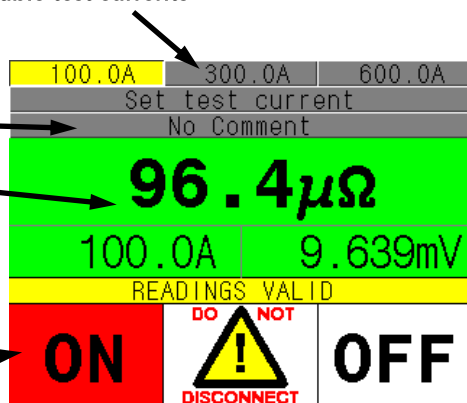 100.0A 300.0A 600.0A
Set test current
No Comment
96.4μΩ
100.0A 9.639mV
READINGS VALID
ON DO NOT DISCONNECT OFF